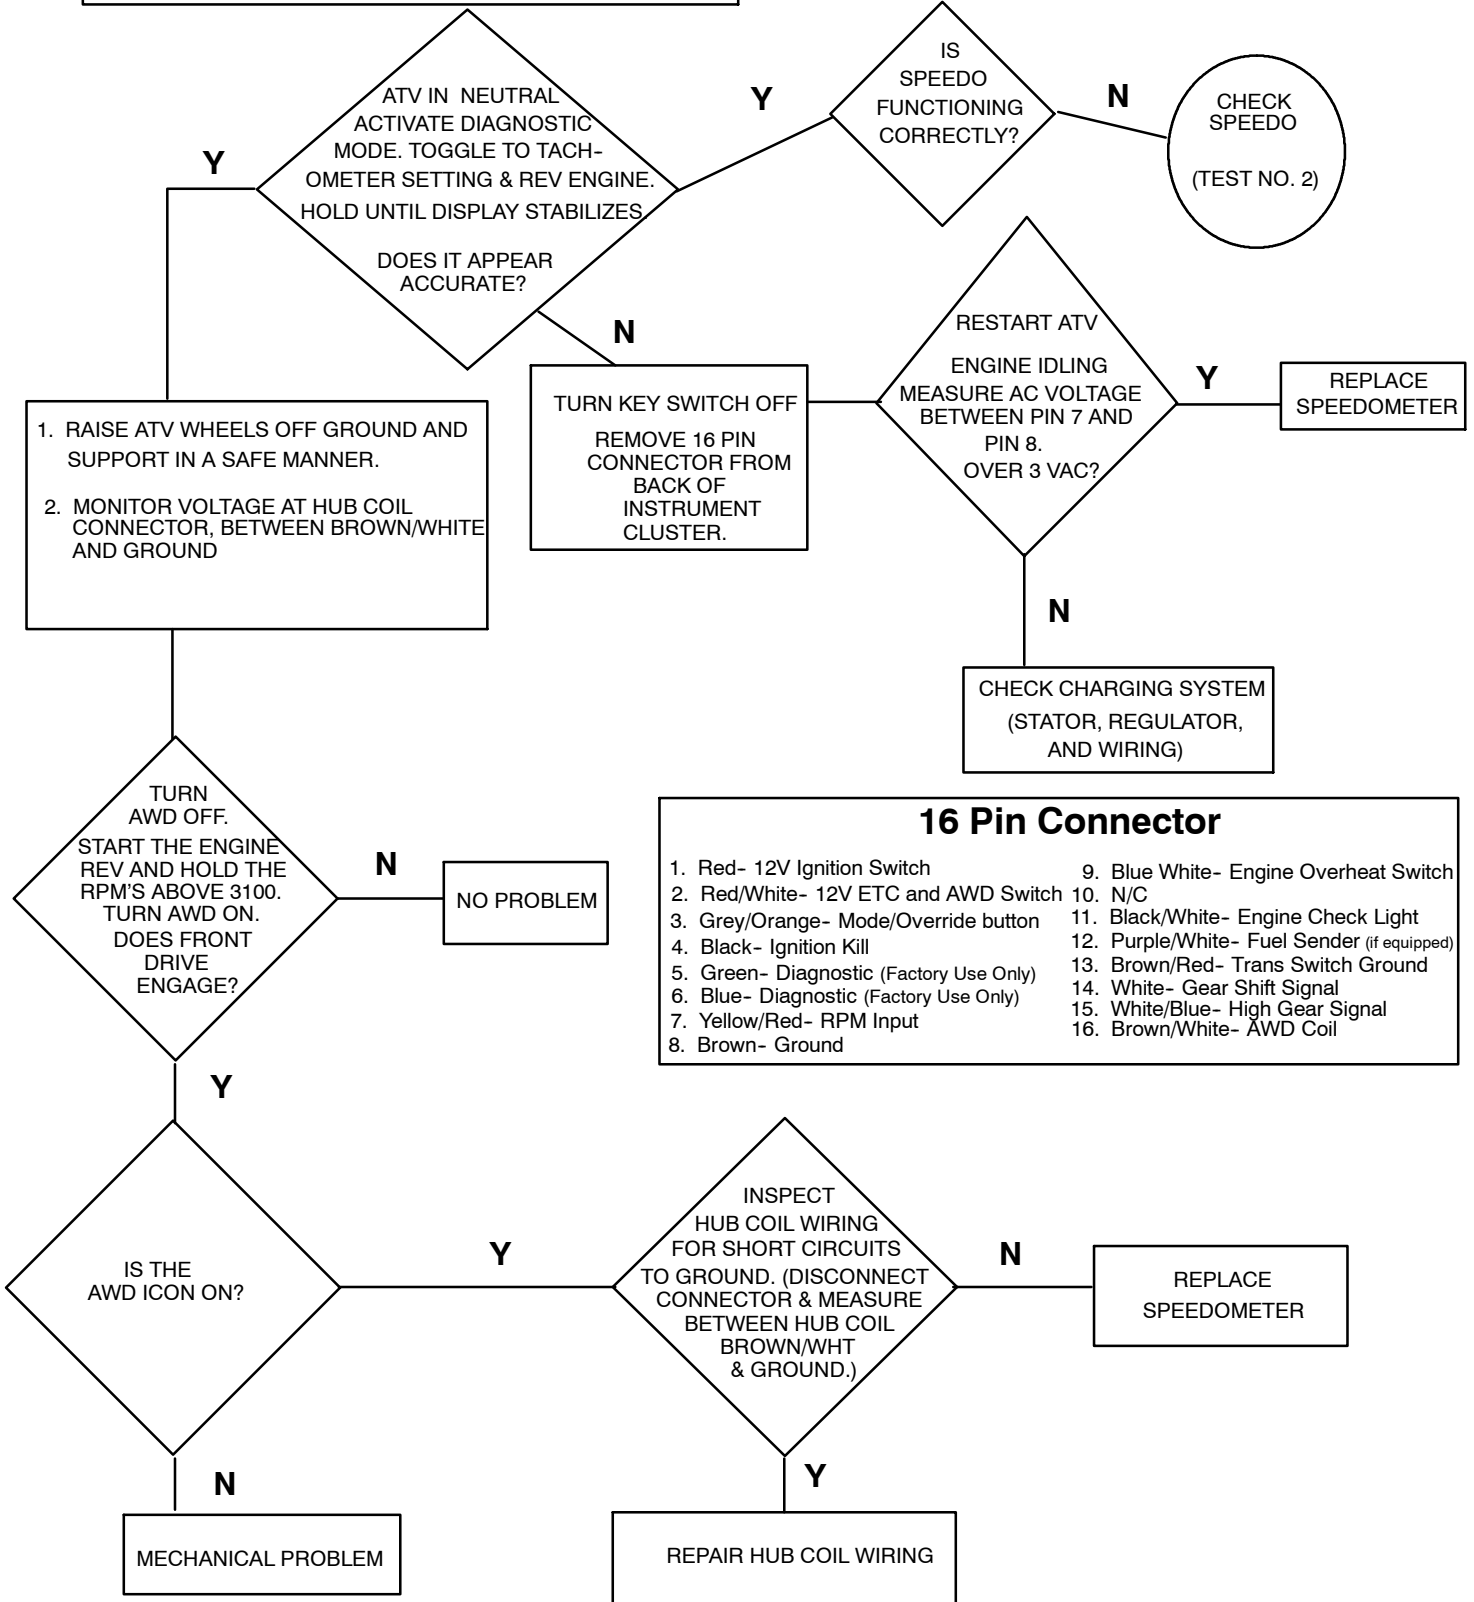 IS
SPEEDO
FUNCTIONING
CORRECTLY?
Y
N
CHECK
SPEEDO
(TEST NO. 2)
ATV IN  NEUTRAL
ACTIVATE DIAGNOSTIC
MODE. TOGGLE TO TACH-
OMETER SETTING & REV ENGINE.
HOLD UNTIL DISPLAY STABILIZES.
DOES IT APPEAR
ACCURATE?
Y
N
TURN KEY SWITCH OFF
REMOVE 16 PIN
CONNECTOR FROM
BACK OF
INSTRUMENT
CLUSTER.
RESTART ATV
ENGINE IDLING
MEASURE AC VOLTAGE
BETWEEN PIN 7 AND
PIN 8.
OVER 3 VAC?
Y
REPLACE
SPEEDOMETER
N
CHECK CHARGING SYSTEM
(STATOR, REGULATOR,
AND WIRING)
1. RAISE ATV WHEELS OFF GROUND AND
SUPPORT IN A SAFE MANNER.
2. MONITOR VOLTAGE AT HUB COIL
CONNECTOR, BETWEEN BROWN/WHITE
AND GROUND
TURN
AWD OFF.
START THE ENGINE
REV AND HOLD THE
RPM'S ABOVE 3100.
TURN AWD ON.
DOES FRONT
DRIVE
ENGAGE?
N
NO PROBLEM
Y
16 Pin Connector
1. Red- 12V Ignition Switch
2. Red/White- 12V ETC and AWD Switch
3. Grey/Orange- Mode/Override button
4. Black- Ignition Kill
5. Green- Diagnostic (Factory Use Only)
6. Blue- Diagnostic (Factory Use Only)
7. Yellow/Red- RPM Input
8. Brown- Ground
9. Blue White- Engine Overheat Switch
10. N/C
11. Black/White- Engine Check Light
12. Purple/White- Fuel Sender (if equipped)
13. Brown/Red- Trans Switch Ground
14. White- Gear Shift Signal
15. White/Blue- High Gear Signal
16. Brown/White- AWD Coil
IS THE
AWD ICON ON?
Y
N
MECHANICAL PROBLEM
INSPECT
HUB COIL WIRING
FOR SHORT CIRCUITS
TO GROUND. (DISCONNECT
CONNECTOR & MEASURE
BETWEEN HUB COIL
BROWN/WHT
& GROUND.)
N
REPLACE
SPEEDOMETER
Y
REPAIR HUB COIL WIRING